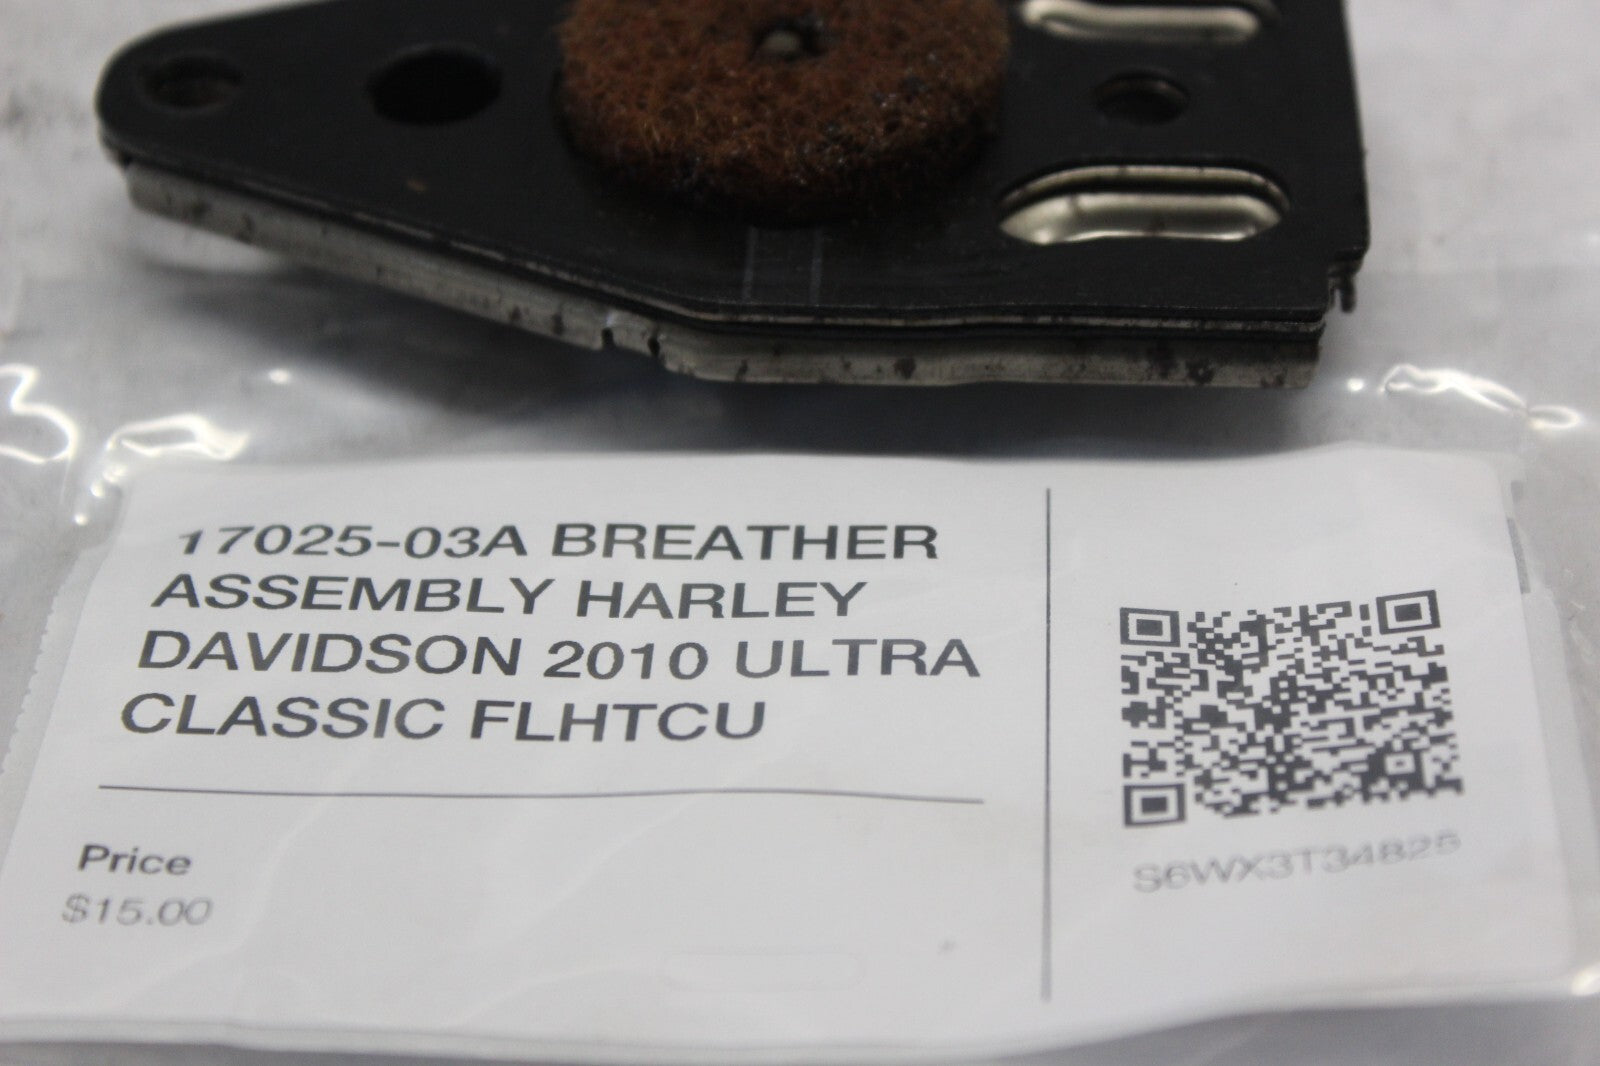 17025-03A BREATHER
ASSEMBLY HARLEY
DAVIDSON 2010 ULTRA
CLASSIC FLHTCU
Price
$15.00
S6WX3T34825